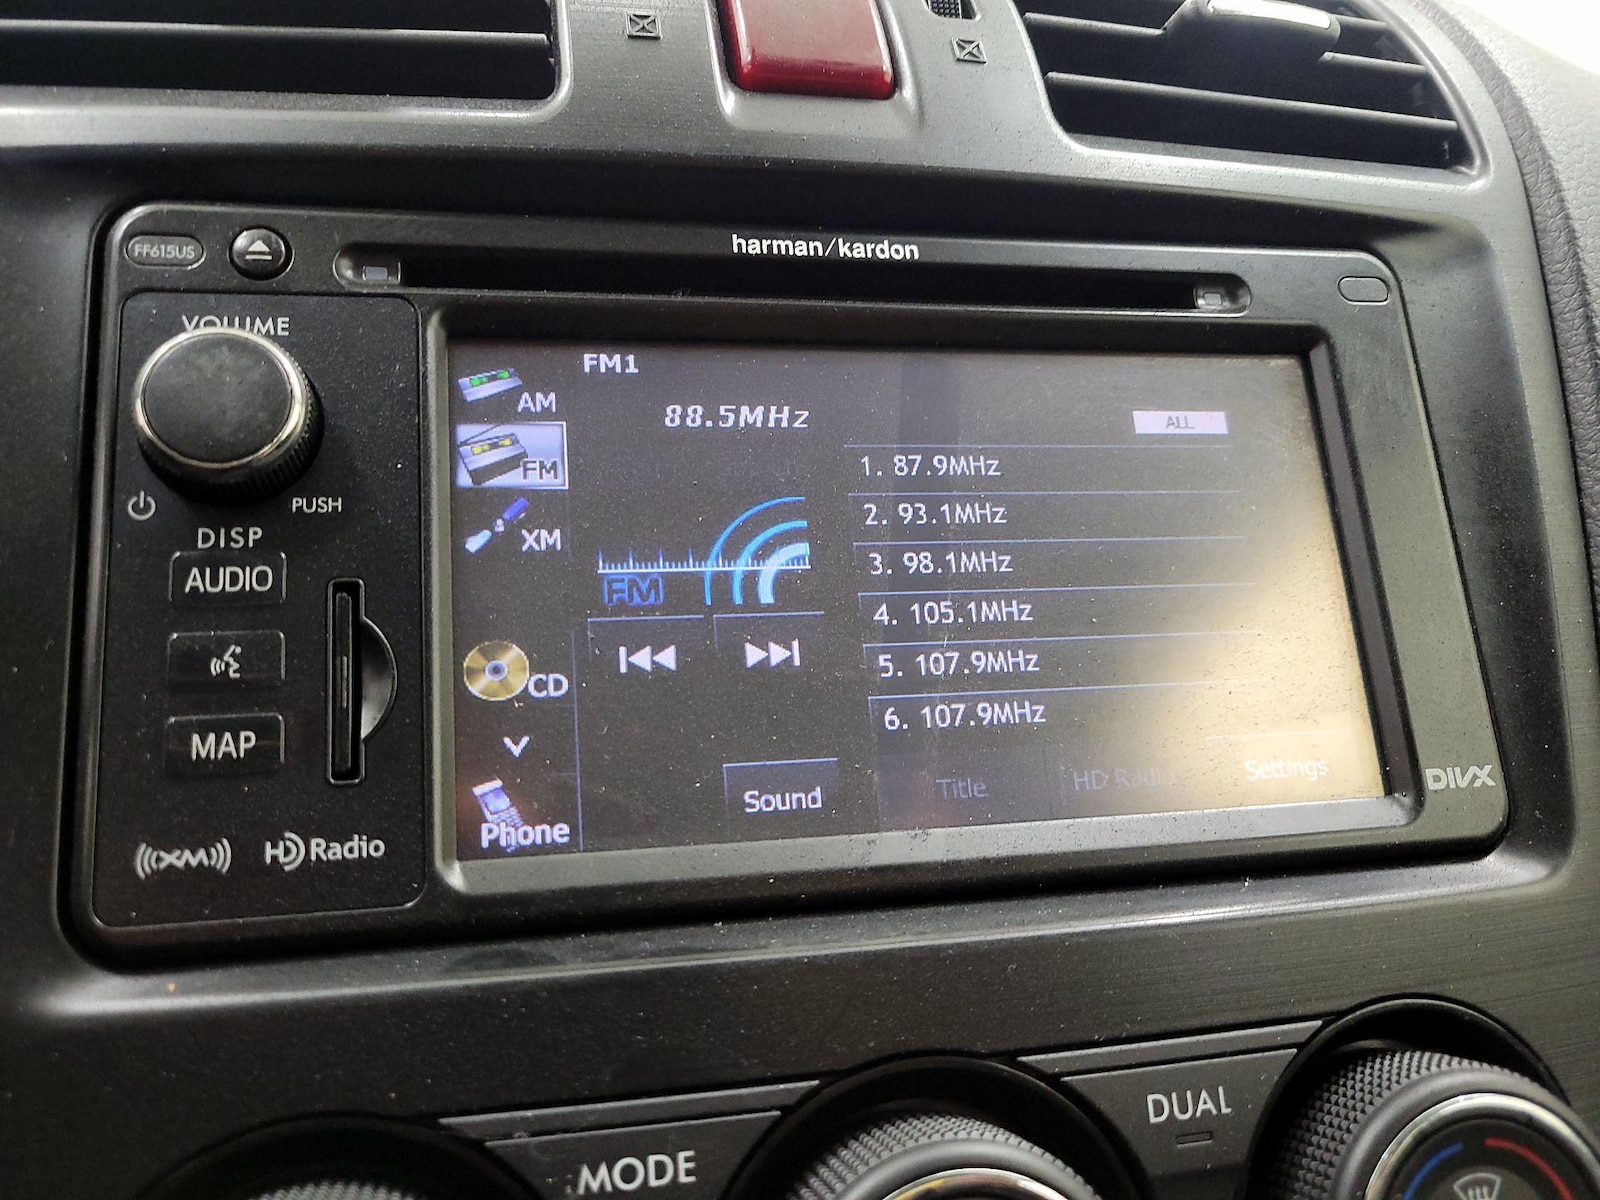 harman/kardon
FF615US
VOLUME
PUSH
DISP
AUDIO
MAP
XM
HD Radio
FM1
88.5MHz
AM
FM
XM
CD
Phone
FM
Sound
ALL
1. 87.9MHz
2. 93.1MHz
3. 98.1MHz
4. 105.1MHz
5. 107.9MHz
6. 107.9MHz
Title
HD Radio
Settings
DIVX
MODE
DUAL